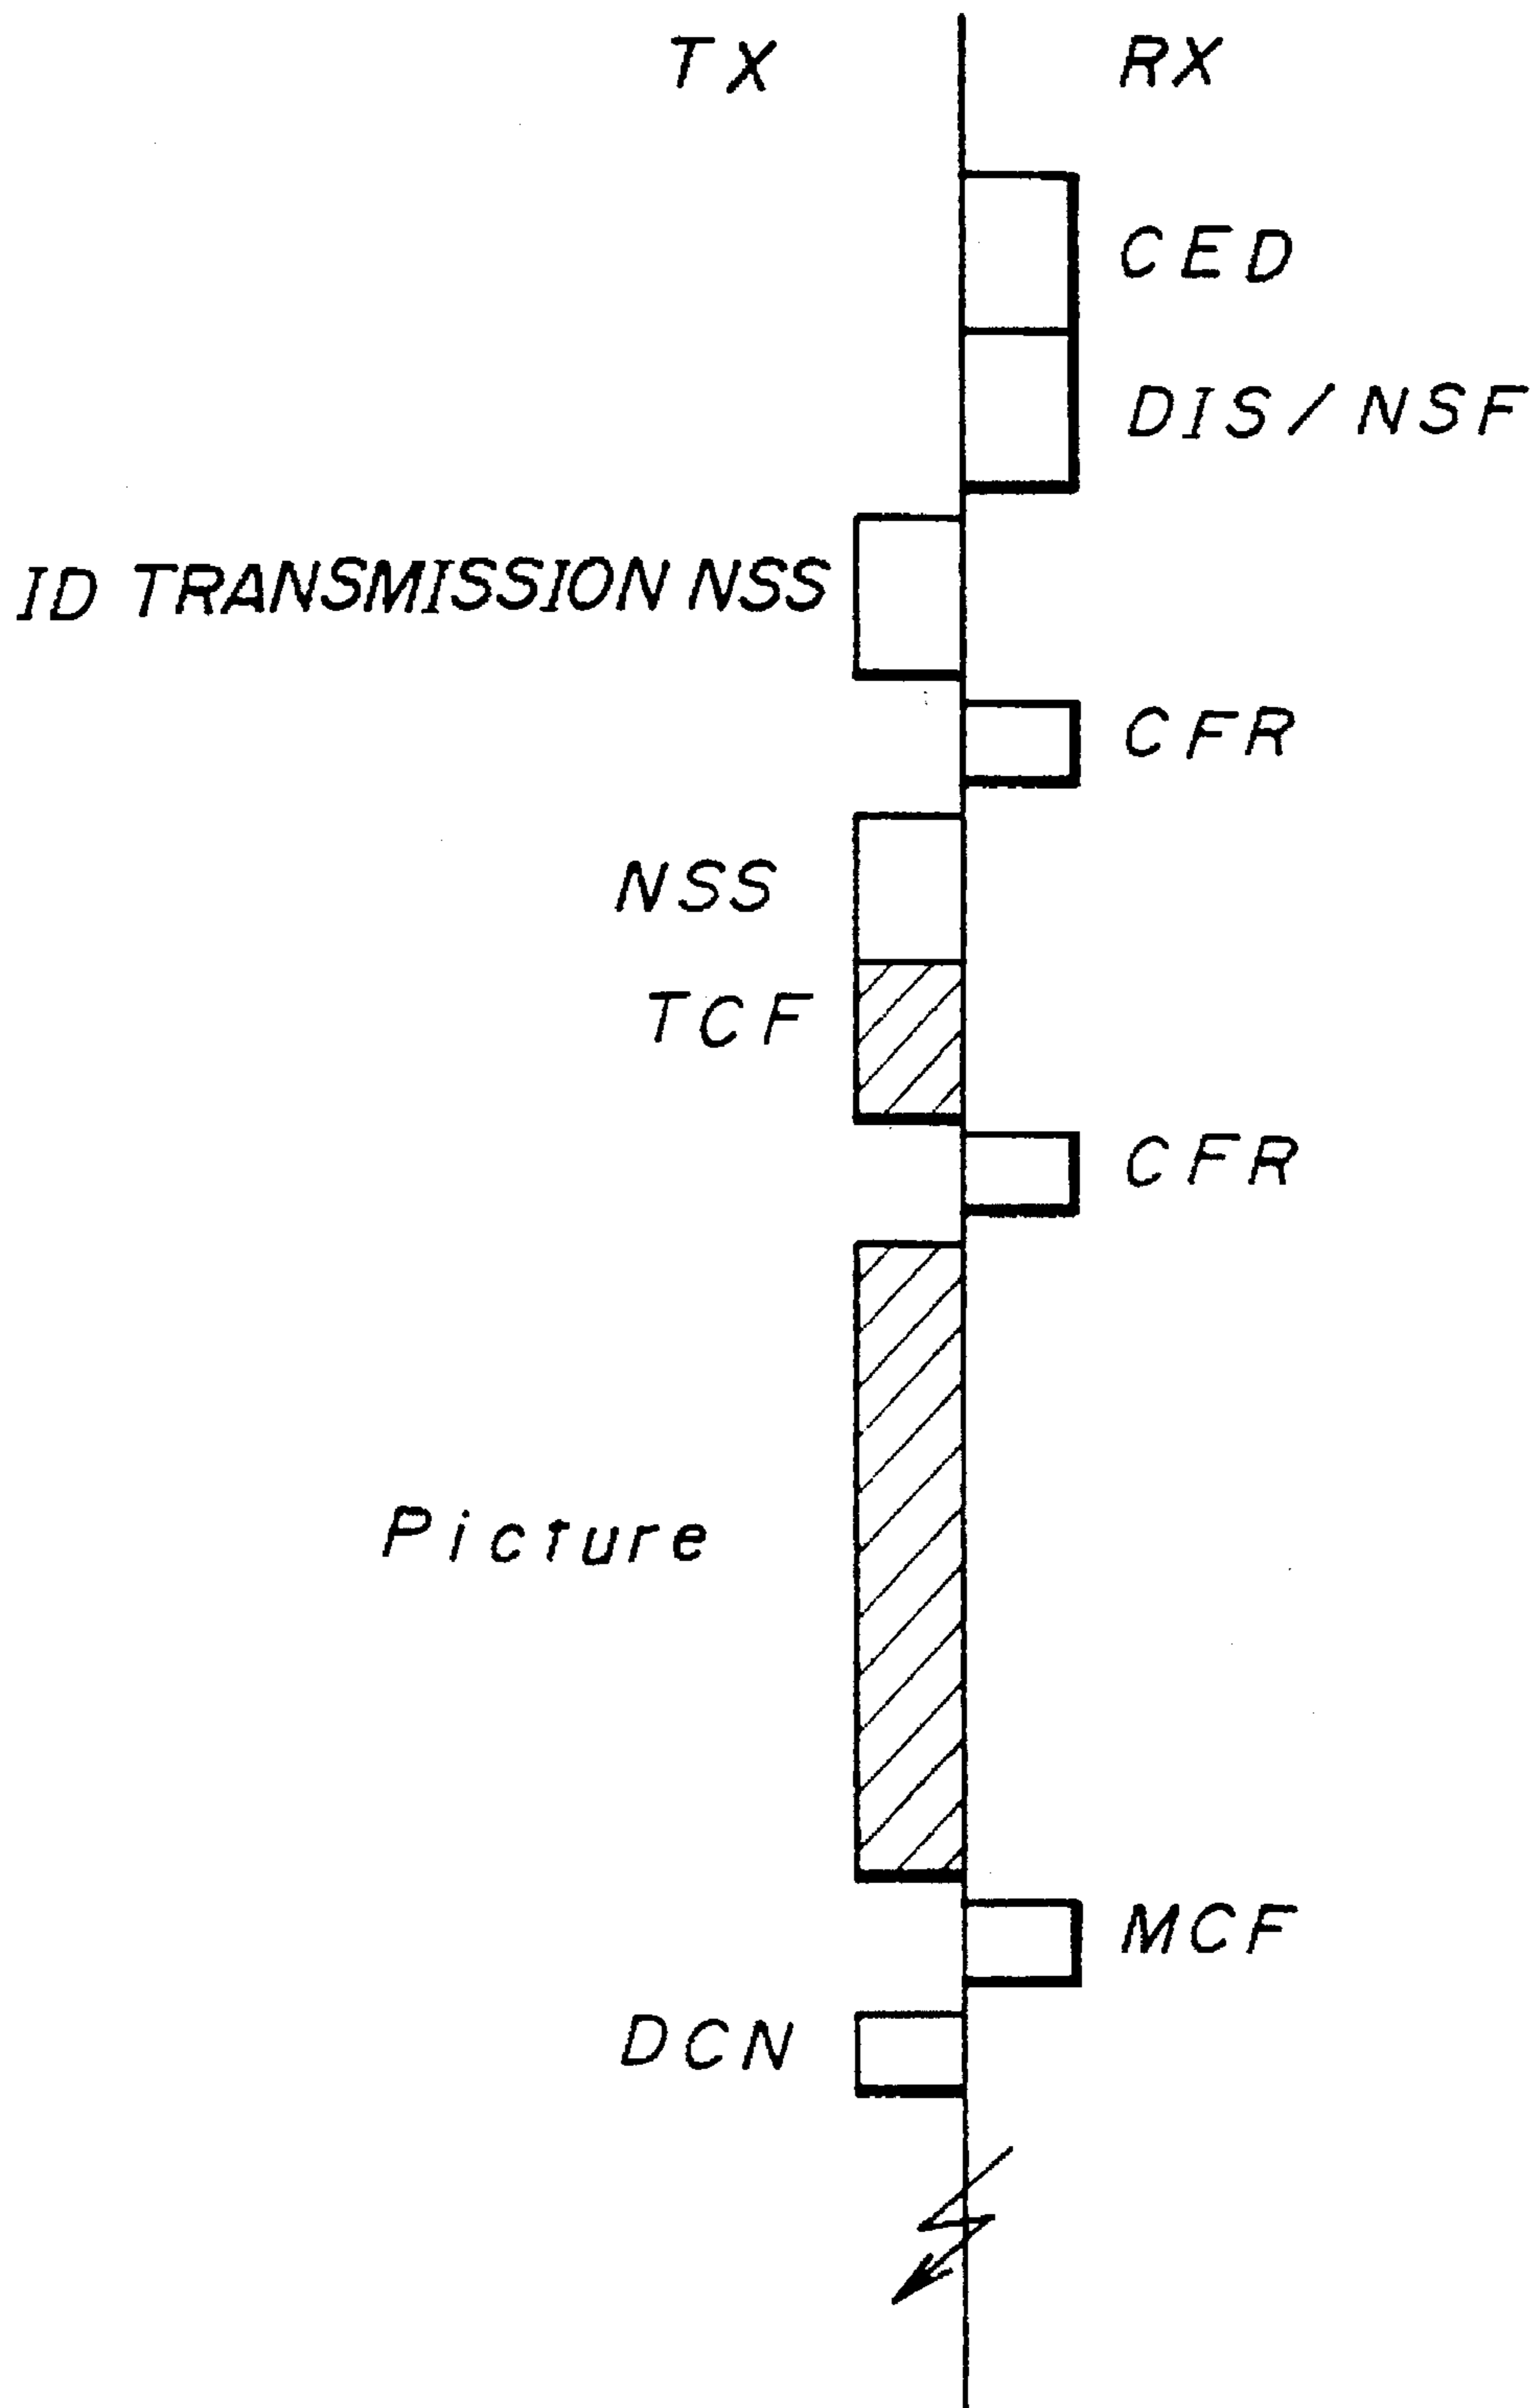 TX RX
CED
DIS/NSF
ID TRANSMISSION NSS
CFR
NSS
TCF
CFR
Picture
MCF
DCN